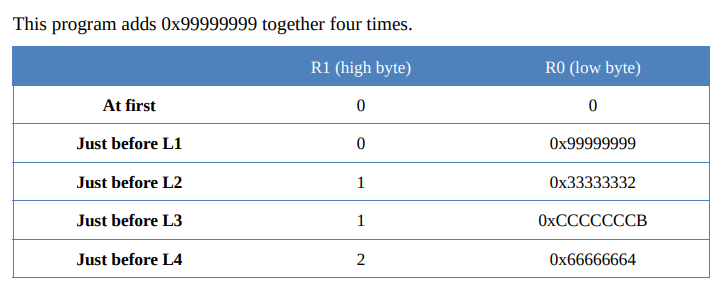 This program adds 0x99999999 together four times.
R1 (high byte) R0 (low byte)
At first 0 0
Just before L1 0 0x99999999
Just before L2 1 0x33333332
Just before L3 1 0xCCCCCCCB
Just before L4 2 0x66666664